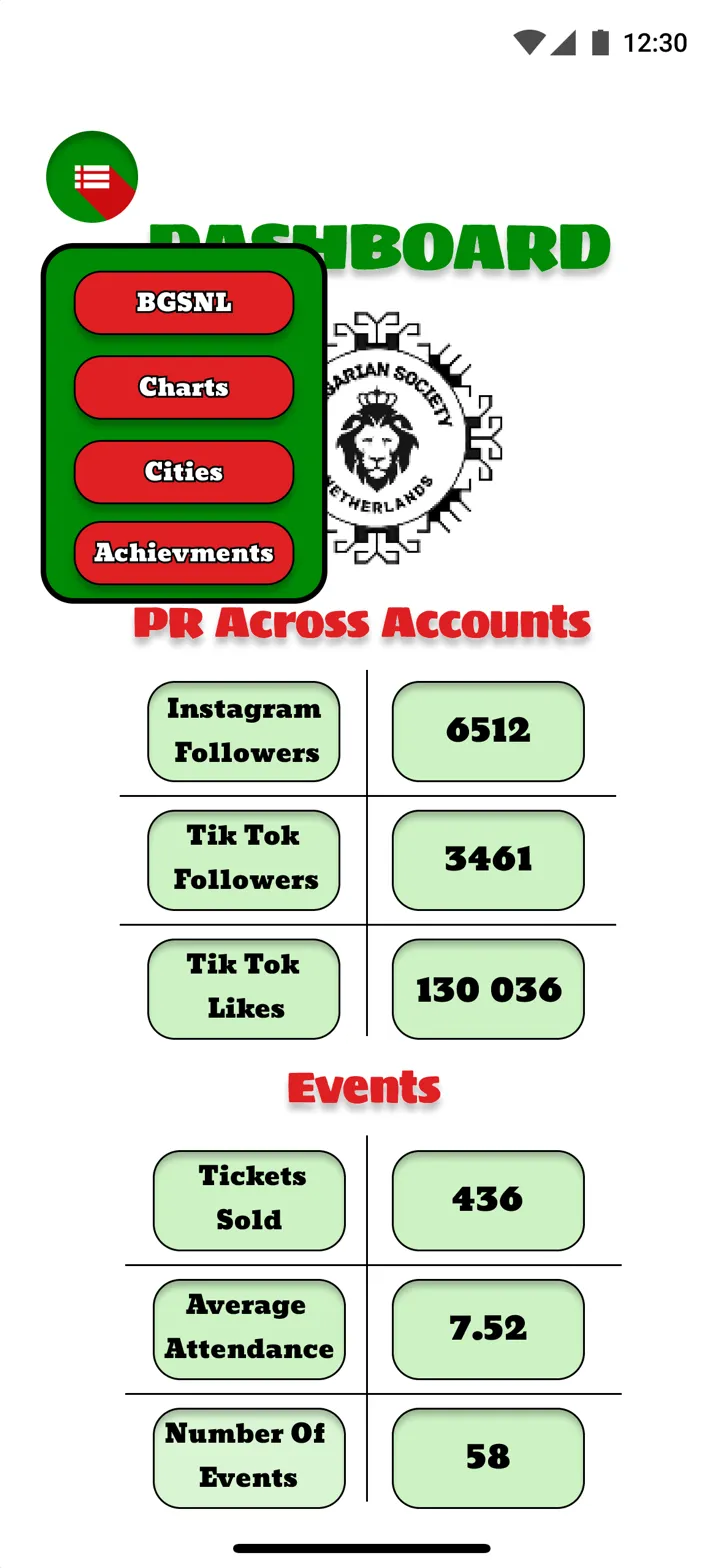 12:30
DASHBOARD
BGSNL
Charts
Cities
Achievments
GARIAN SOCIETY
NETHERLANDS
PR Across Accounts
Instagram
Followers
6512
Tik Tok
Followers
3461
Tik Tok
Likes
130 036
Events
Tickets
Sold
436
Average
Attendance
7.52
Number Of
Events
58